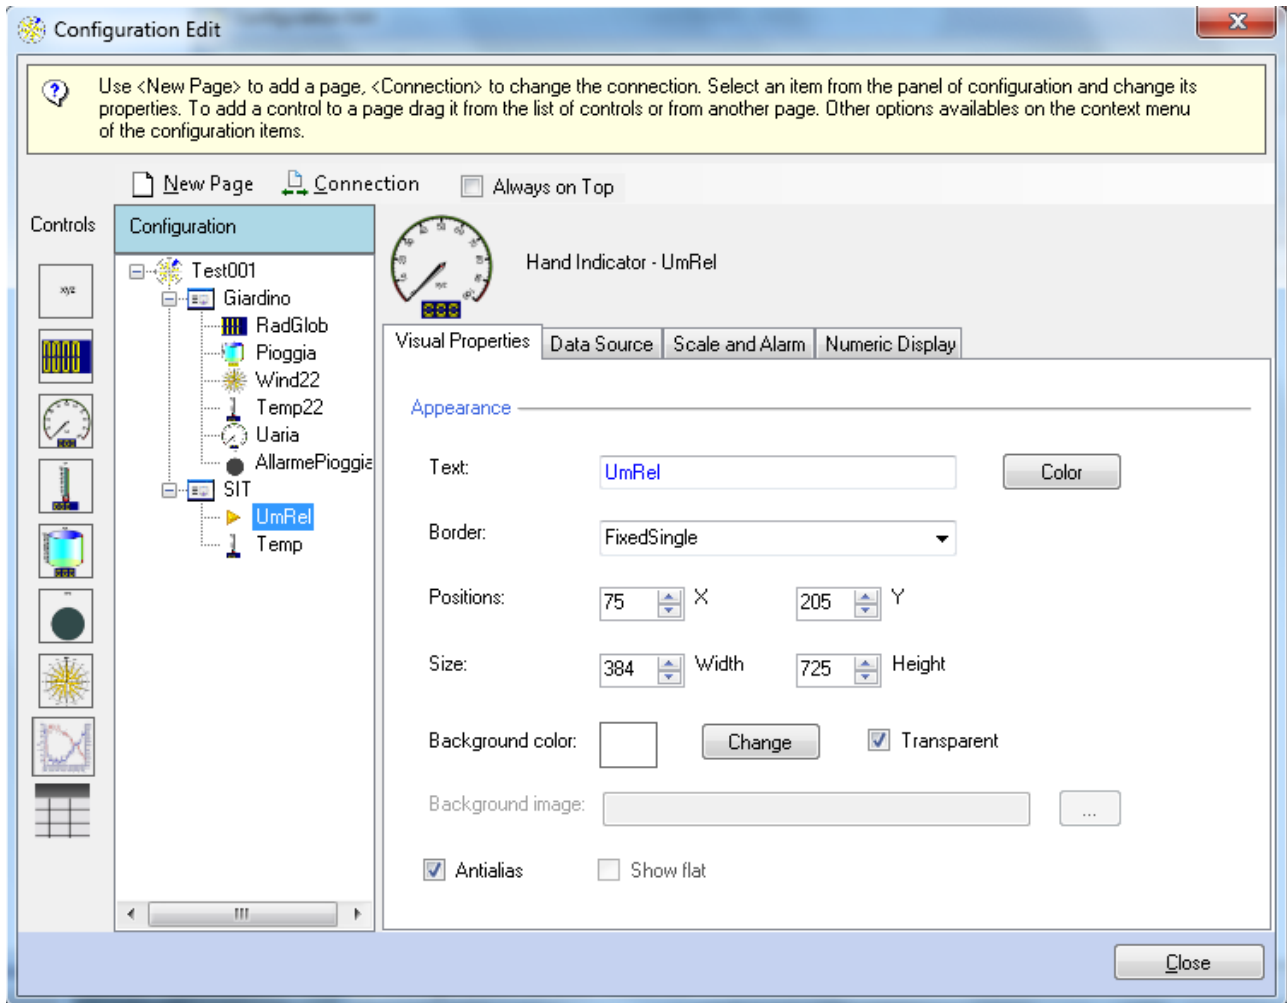 Configuration Edit
Use <New Page> to add a page, <Connection> to change the connection. Select an item from the panel of configuration and change its
properties. To add a control to a page drag it from the list of controls or from another page. Other options availables on the context menu
of the configuration items.
New Page Connection Always on Top
Controls
xyz
Configuration
Test001
Giardino
RadGlob
Pioggia
Wind22
Temp22
Uaria
AllarmePioggia
SIT
UmRel
Temp
Hand Indicator - UmRel
Visual Properties Data Source Scale and Alarm Numeric Display
Appearance
Text: UmRel Color
Border: FixedSingle
Positions: 75 X 205 Y
Size: 384 Width 725 Height
Background color: Change Transparent
Background image: ...
Antialias Show flat
Close